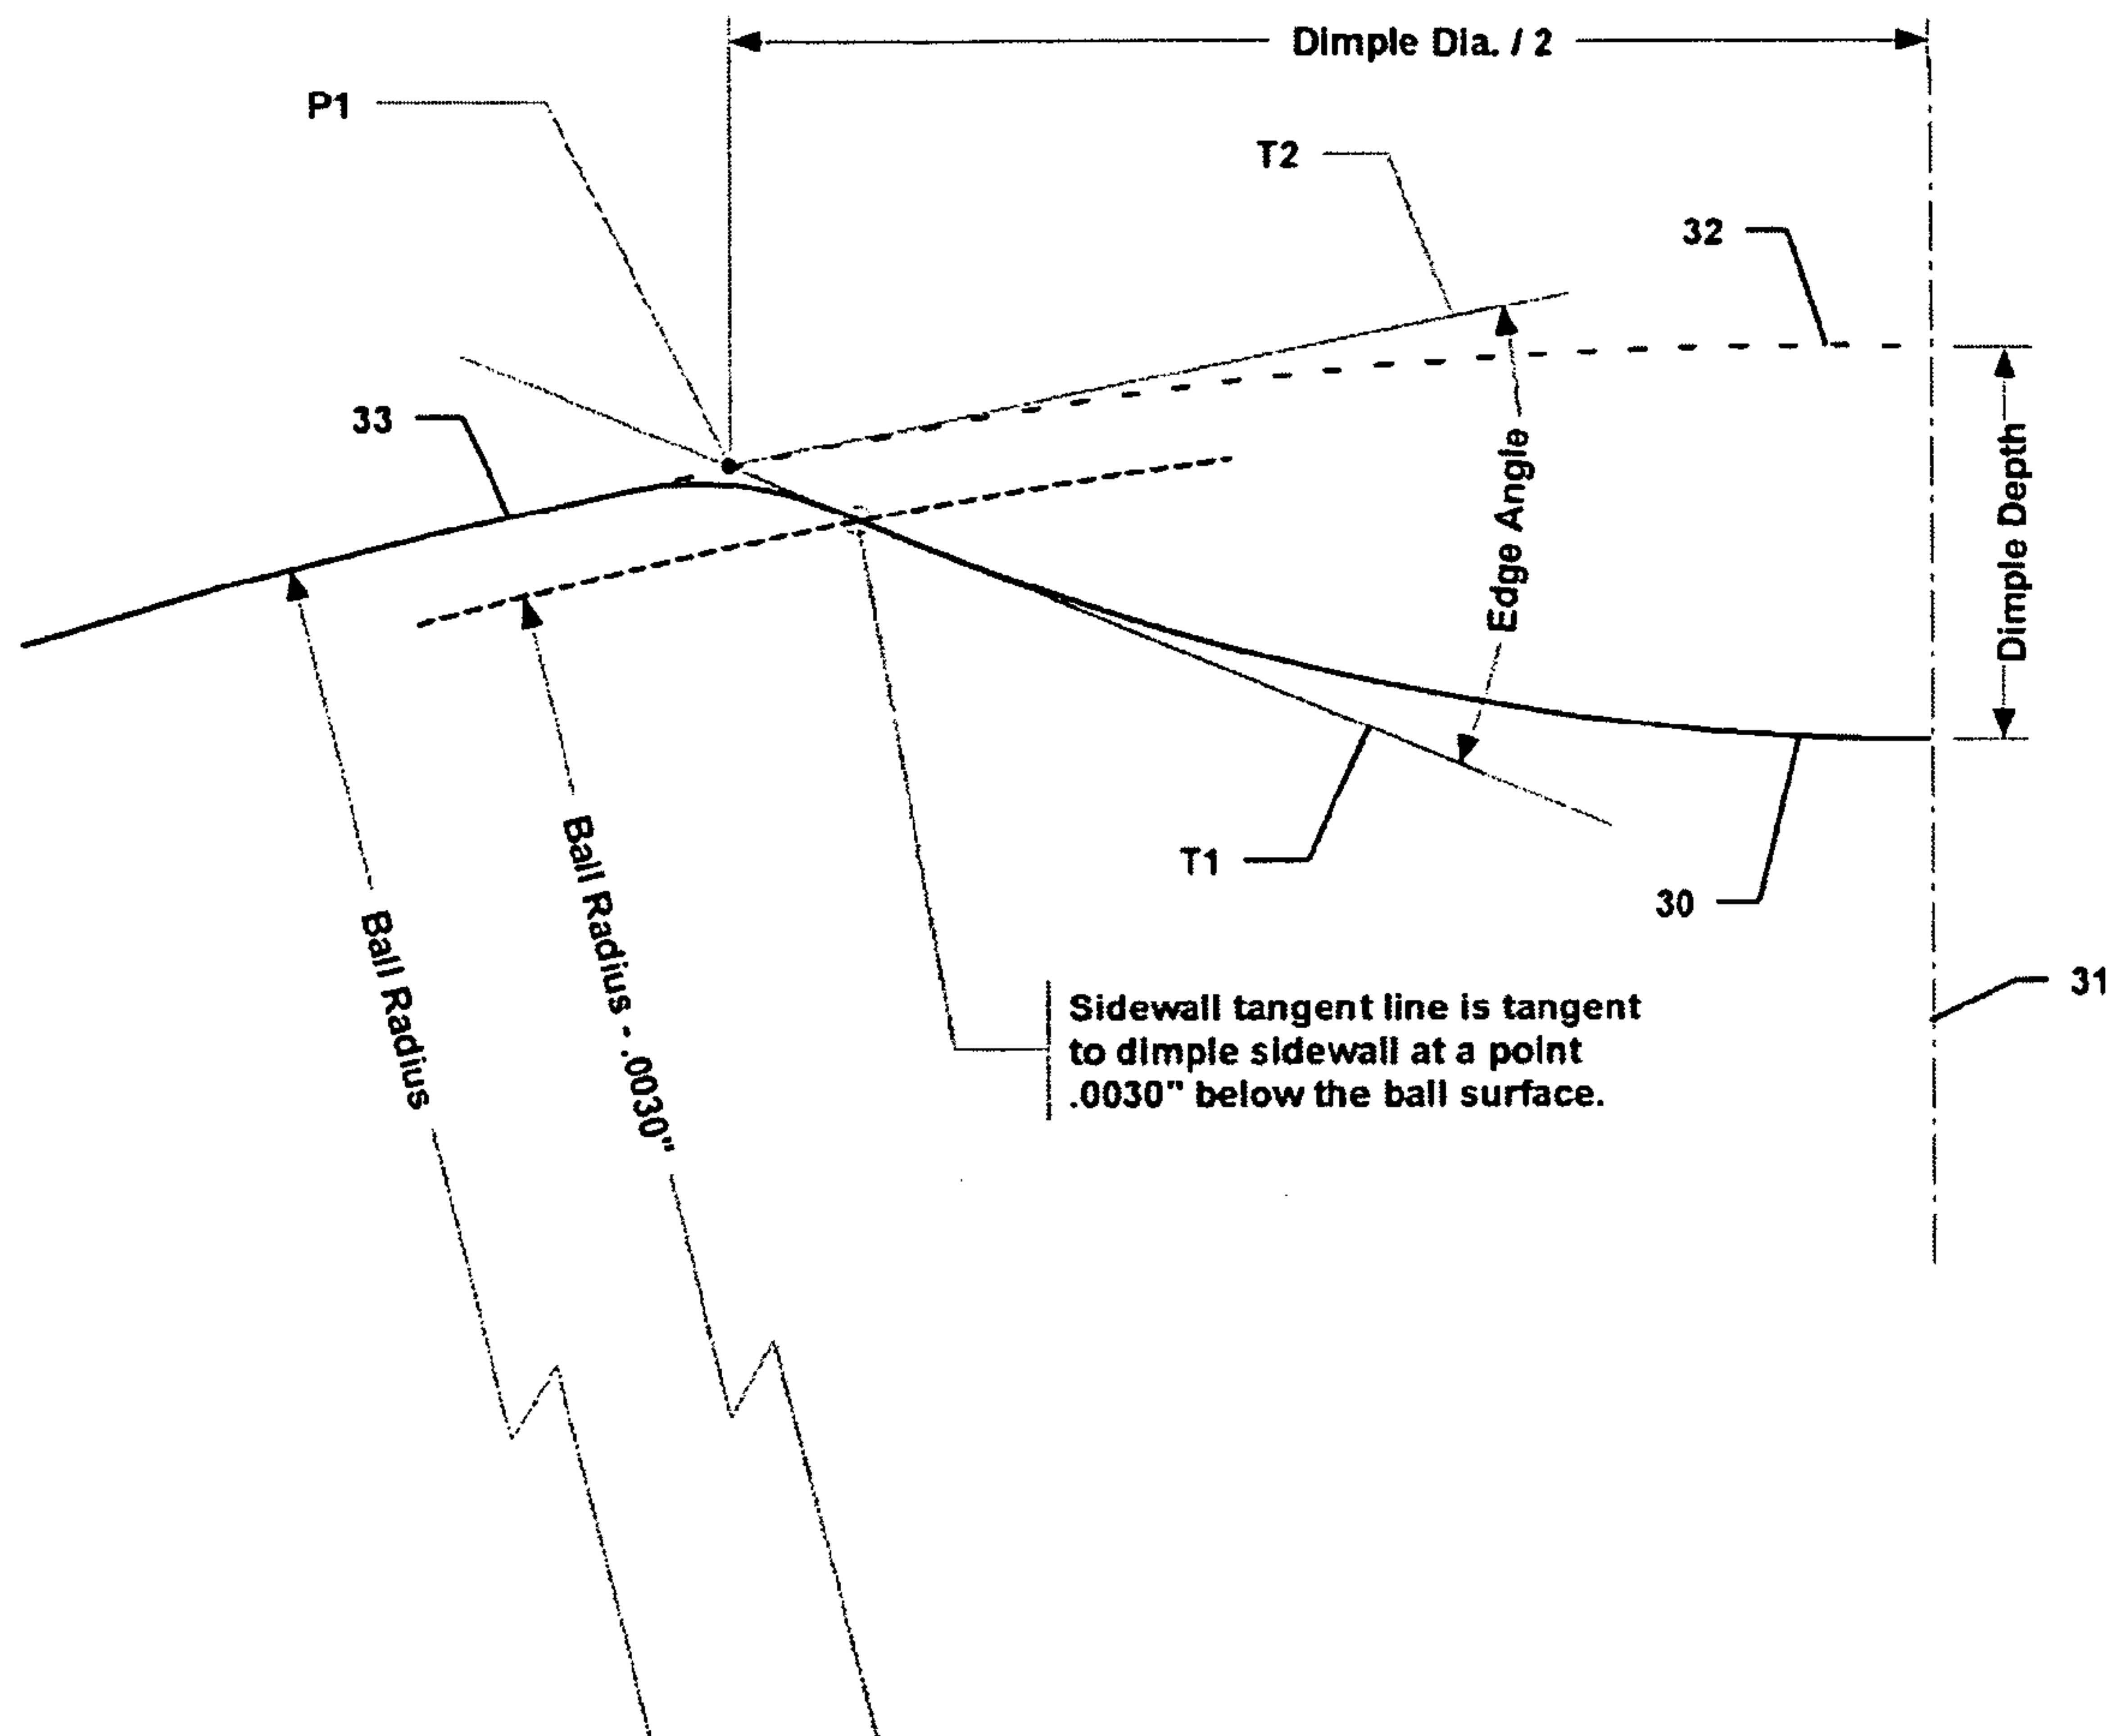 Dimple Dia. / 2
P1
T2
32
33
Edge Angle
Dimple Depth
T1
30
Ball Radius
Ball Radius - .0030"
31
Sidewall tangent line is tangent
to dimple sidewall at a point
.0030" below the ball surface.